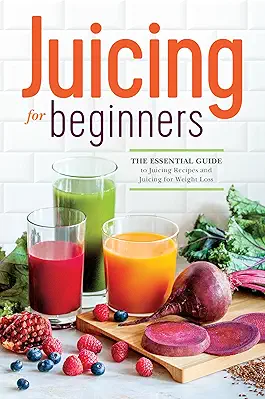 Juicing
for beginners
THE ESSENTIAL GUIDE
to Juicing Recipes and
Juicing for Weight Loss